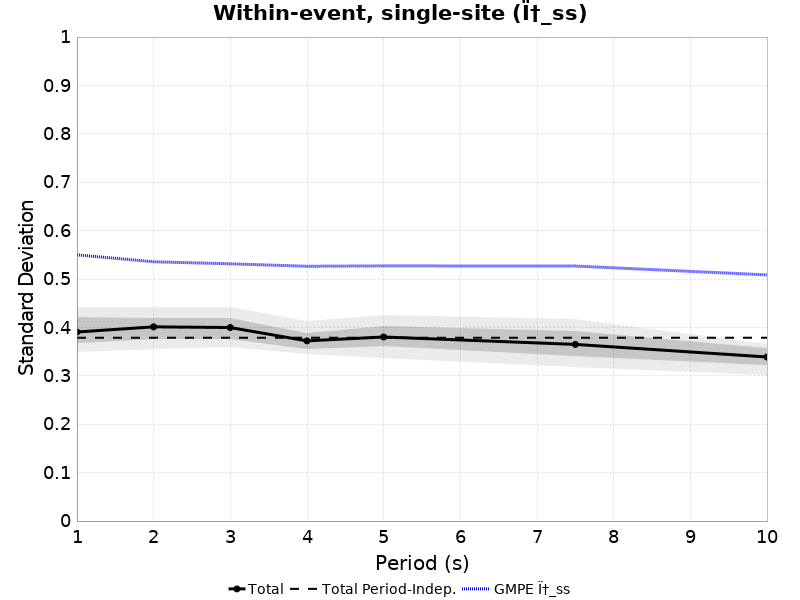 Within-event, single-site (Ï†_ss)
1
0.9
0.8
0.7
0.6
0.5
0.4
0.3
0.2
0.1
0
Standard Deviation
1 2 3 4 5 6 7 8 9 10
Period (s)
Total Total Period-Indep. GMPE Ï†_ss